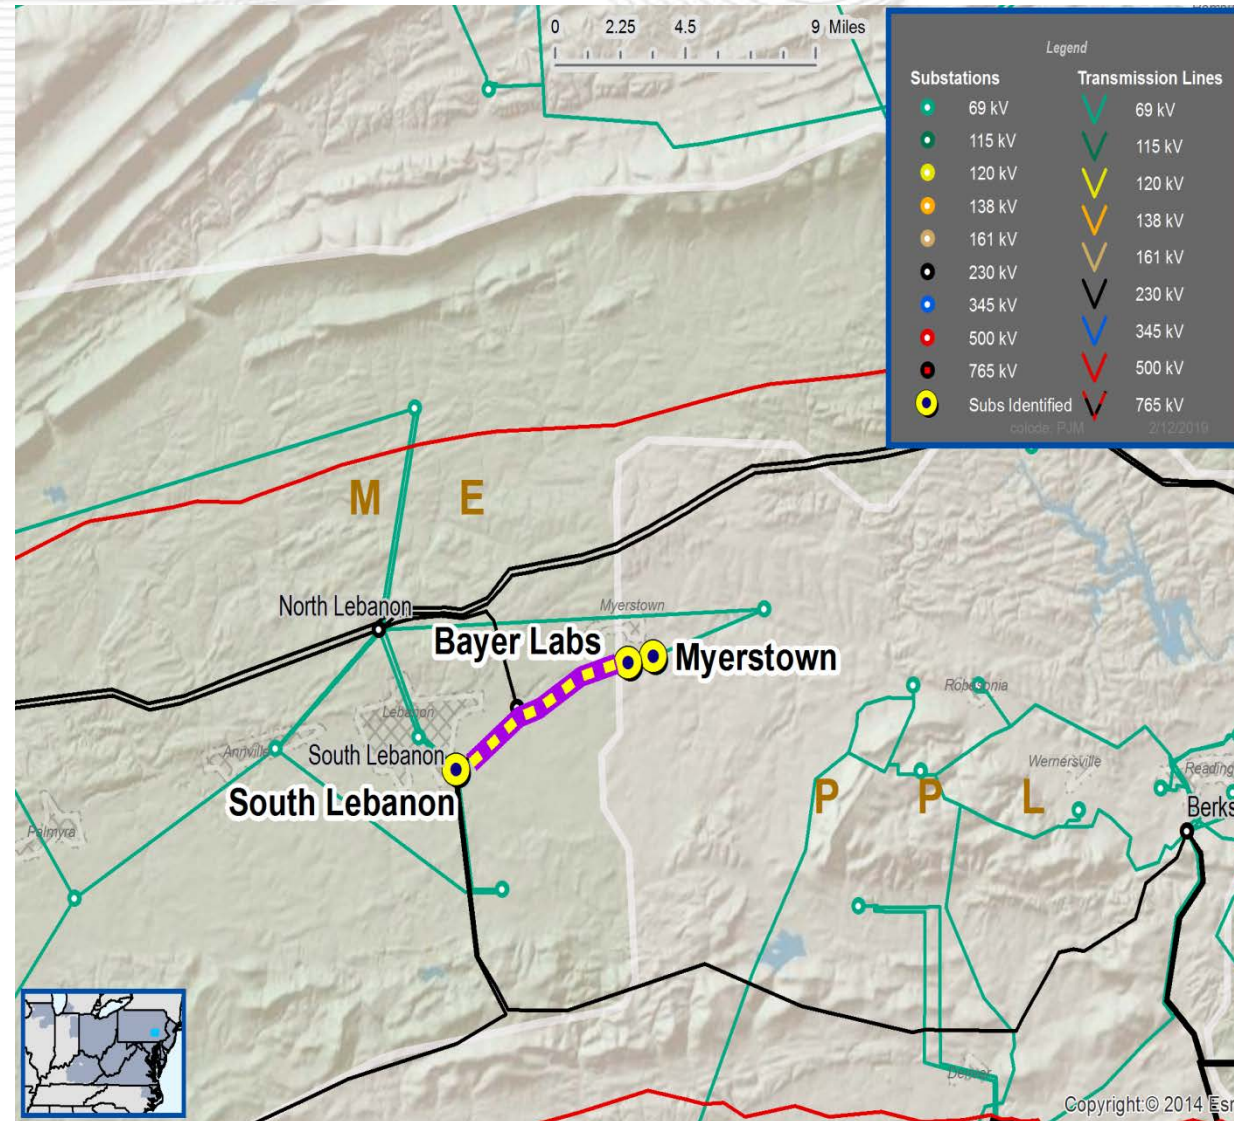 0 2.25 4.5 9 Miles
Legend
Substations Transmission Lines
69 kV 69 kV
115 kV 115 kV
120 kV 120 kV
138 kV 138 kV
161 kV 161 kV
230 kV 230 kV
345 kV 345 kV
500 kV 500 kV
765 kV 765 kV
Subs Identified
colode: PJM 2/12/2019
M E
North Lebanon
Myerstown
Bayer Labs
Myerstown
Robesonia
Lebanon
Annville
South Lebanon
Wernersville
Reading
South Lebanon
P P L
Berks
Palmyra
Denver
Copyright:© 2014 Esr